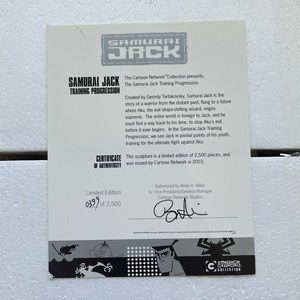 SAMURAI
JACK
SAMURAI JACK
TRAINING PROGRESSION
The Cartoon Network Collection presents,
The Samurai Jack Training Progression.
Created by Genndy Tartakovsky, Samurai Jack is the
story of a warrior from the distant past, flung to a future
where Aku, the evil shape-shifting wizard, reigns
supreme. The entire world is foreign to Jack, and he
must find a way back to his time, to stop Aku's evil
before it ever begins. In the Samurai Jack Training
Progression, we see Jack in pivotal points of his youth,
training for the ultimate fight against Aku.
CERTIFICATE
OF AUTHENTICITY
This sculpture is a limited edition of 2,500 pieces, and
was issued by Cartoon Network in 2003.
Limited Edition
0399 of 2,500
Authorized by Brian A. Miller
Sr. Vice President/General Manager
Cartoon Network Studios
CARTOON NETWORK
COLLECTION